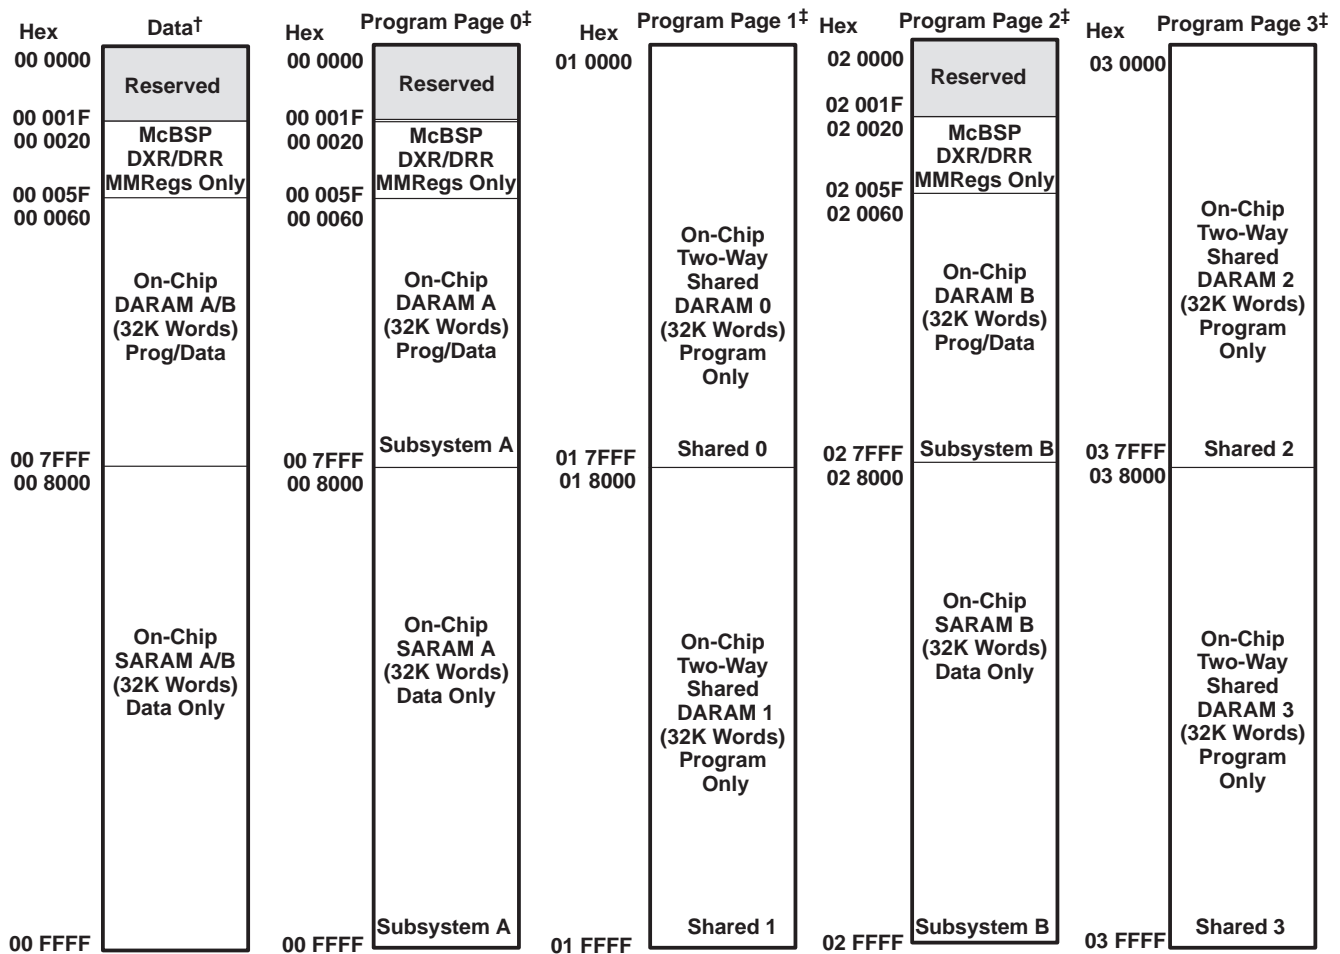 Hex
Data†
00 0000
Reserved
00 001F
00 0020
McBSP
DXR/DRR
MMRegs Only
00 005F
00 0060
On-Chip
DARAM A/B
(32K Words)
Prog/Data
00 7FFF
00 8000
On-Chip
SARAM A/B
(32K Words)
Data Only
00 FFFF
Hex
Program Page 0‡
00 0000
Reserved
00 001F
00 0020
McBSP
DXR/DRR
MMRegs Only
00 005F
00 0060
On-Chip
DARAM A
(32K Words)
Prog/Data
Subsystem A
00 7FFF
00 8000
On-Chip
SARAM A
(32K Words)
Data Only
Subsystem A
00 FFFF
Hex
Program Page 1‡
01 0000
On-Chip
Two-Way
Shared
DARAM 0
(32K Words)
Program
Only
Shared 0
01 7FFF
01 8000
On-Chip
Two-Way
Shared
DARAM 1
(32K Words)
Program
Only
Shared 1
01 FFFF
Hex
Program Page 2‡
02 0000
Reserved
02 001F
02 0020
McBSP
DXR/DRR
MMRegs Only
02 005F
02 0060
On-Chip
DARAM B
(32K Words)
Prog/Data
Subsystem B
02 7FFF
02 8000
On-Chip
SARAM B
(32K Words)
Data Only
Subsystem B
02 FFFF
Hex
Program Page 3‡
03 0000
On-Chip
Two-Way
Shared
DARAM 2
(32K Words)
Program
Only
Shared 2
03 7FFF
03 8000
On-Chip
Two-Way
Shared
DARAM 3
(32K Words)
Program
Only
Shared 3
03 FFFF